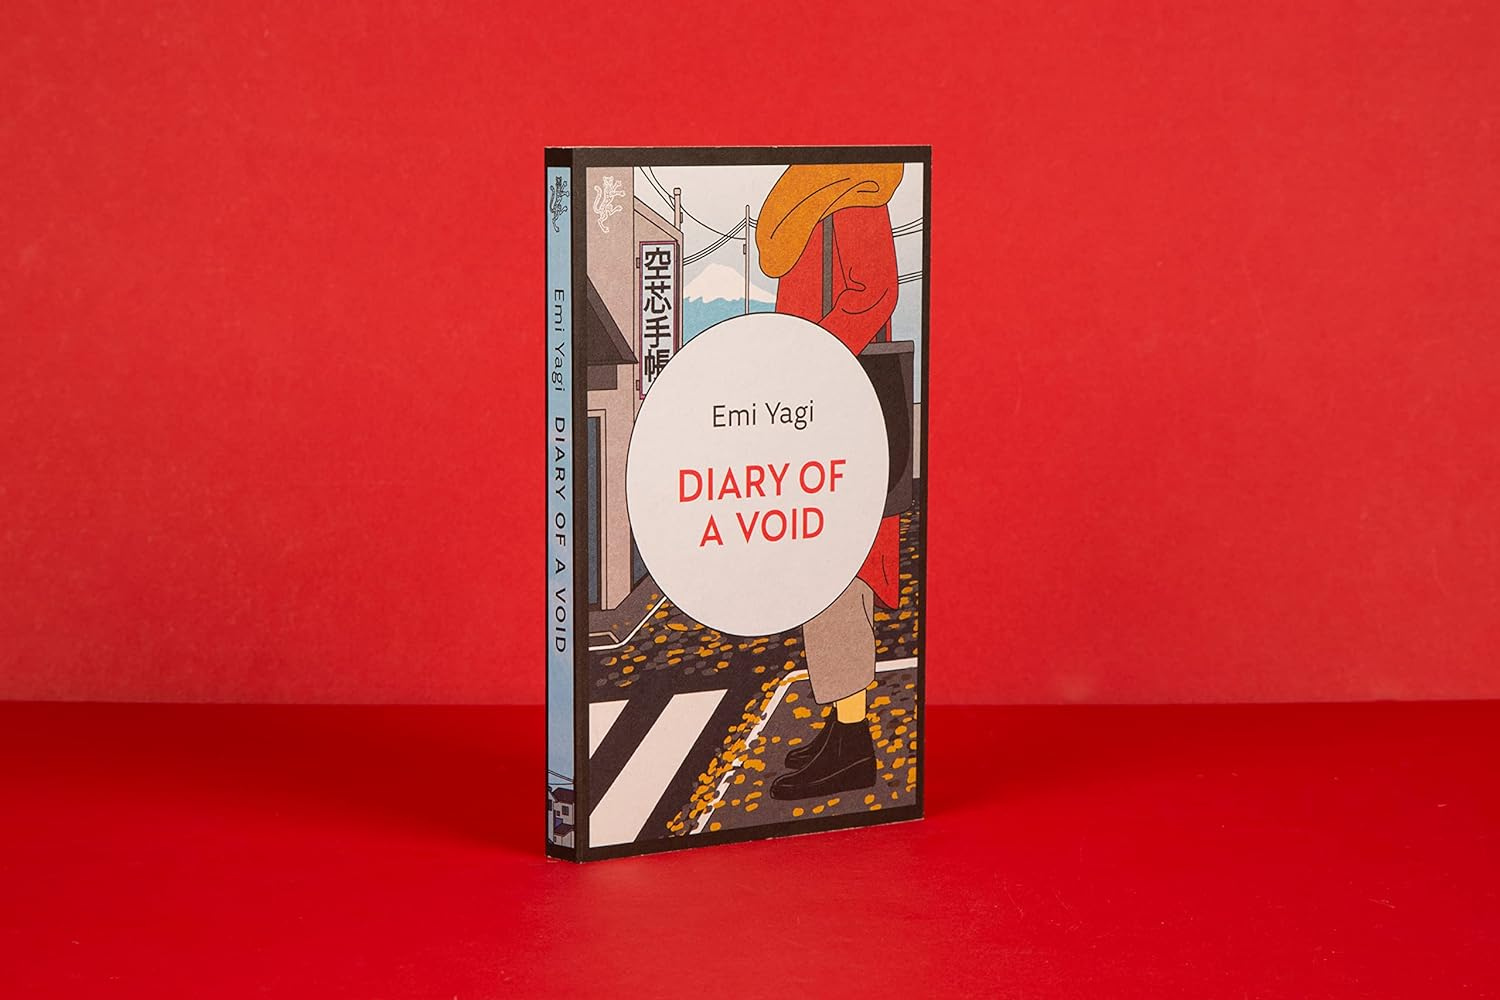 Emi Yagi DIARY OF A VOID
空芯手帳
Emi Yagi
DIARY OF
A VOID